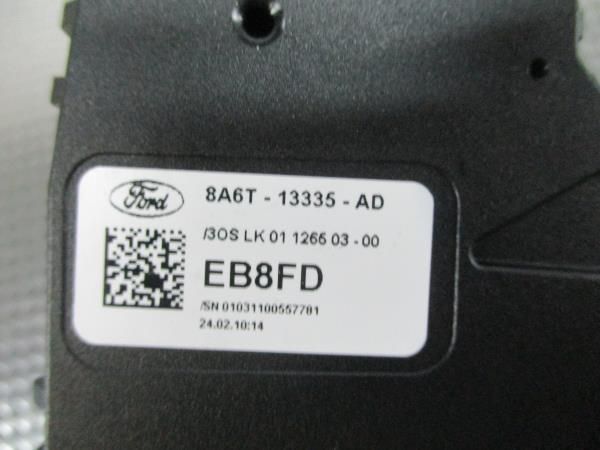 Ford
8A6T - 13335 - AD
/3OS LK 01 1265 03 - 00
EB8FD
/SN 01031100557781
24.02.10:14